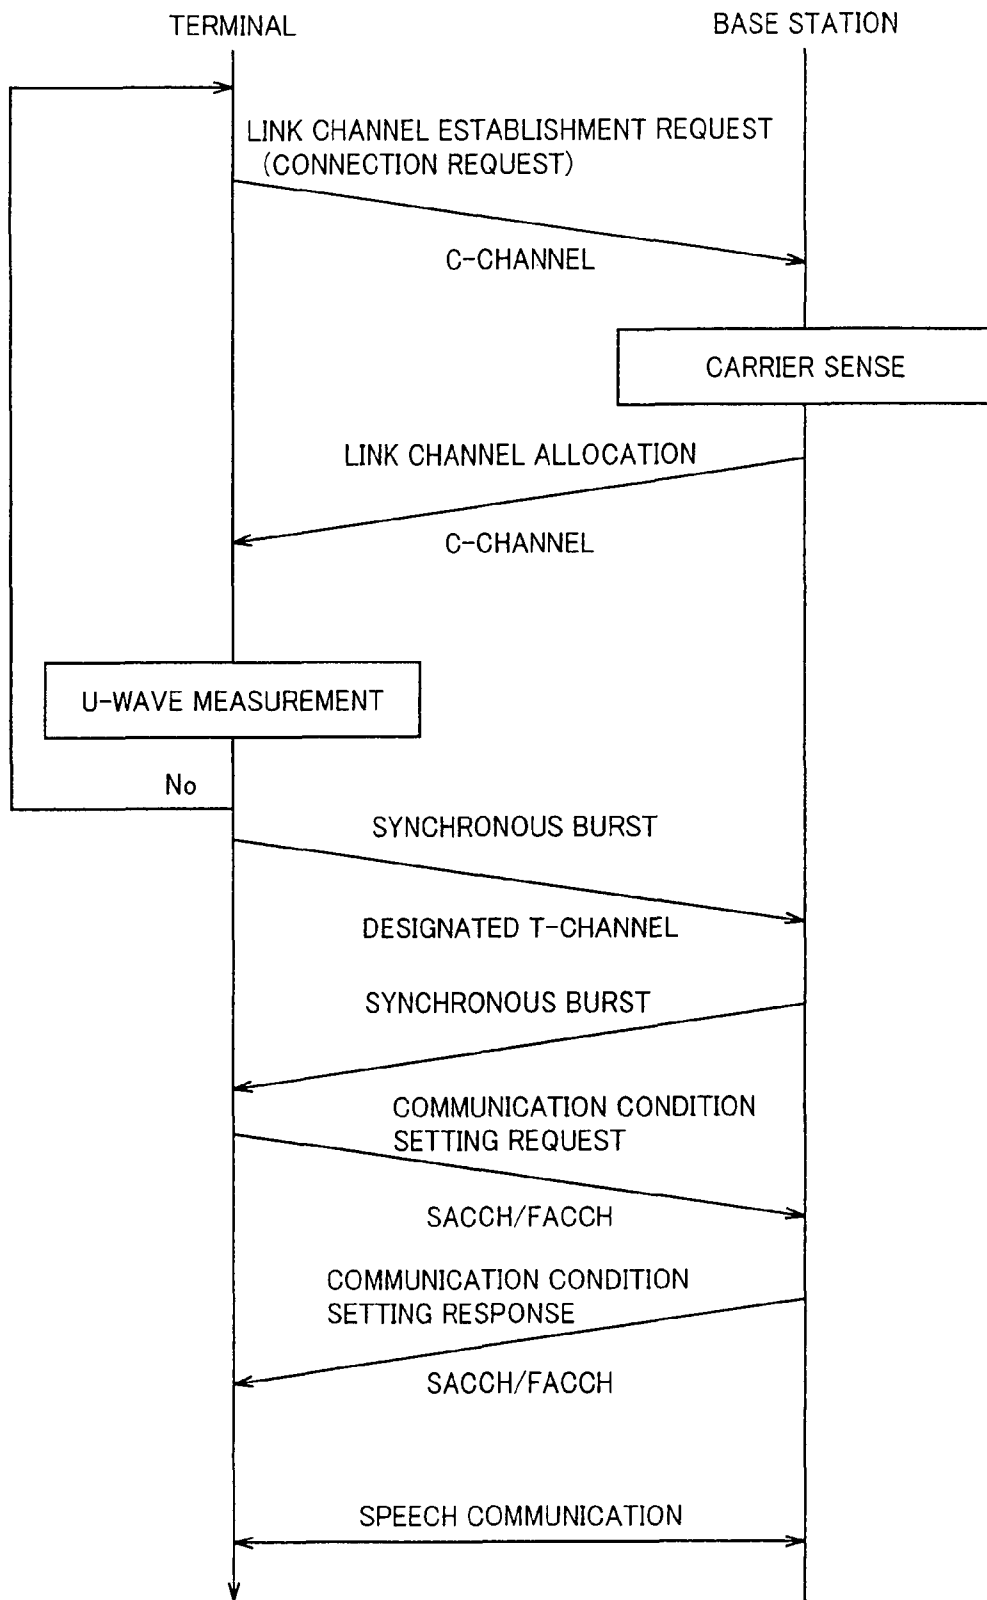 TERMINAL
BASE STATION
LINK CHANNEL ESTABLISHMENT REQUEST
(CONNECTION REQUEST)
C-CHANNEL
CARRIER SENSE
LINK CHANNEL ALLOCATION
C-CHANNEL
U-WAVE MEASUREMENT
No
SYNCHRONOUS BURST
DESIGNATED T-CHANNEL
SYNCHRONOUS BURST
COMMUNICATION CONDITION
SETTING REQUEST
SACCH/FACCH
COMMUNICATION CONDITION
SETTING RESPONSE
SACCH/FACCH
SPEECH COMMUNICATION